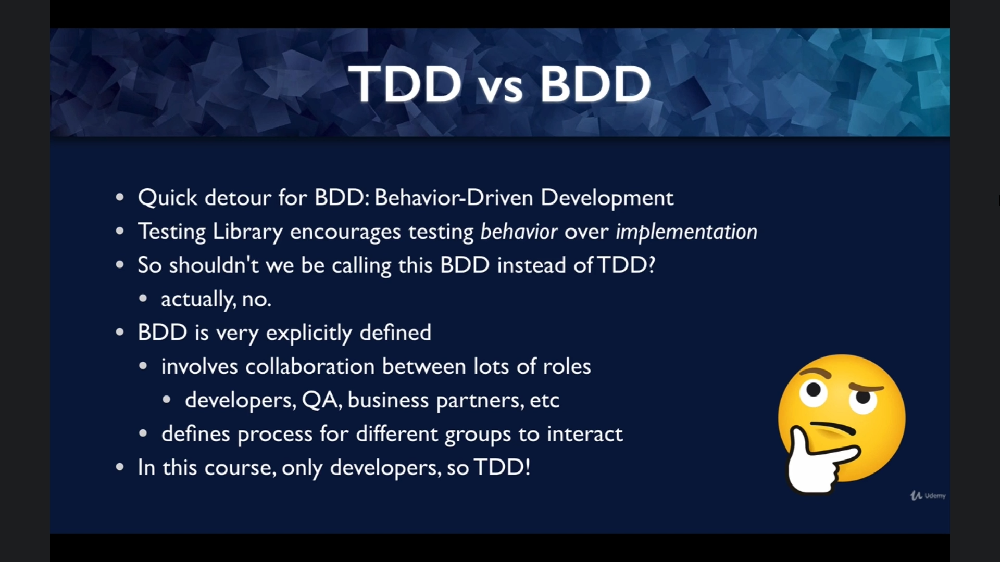 TDD vs BDD
• Quick detour for BDD: Behavior-Driven Development
• Testing Library encourages testing behavior over implementation
• So shouldn't we be calling this BDD instead of TDD?
• actually, no.
• BDD is very explicitly defined
• involves collaboration between lots of roles
• developers, QA, business partners, etc
• defines process for different groups to interact
• In this course, only developers, so TDD!
Udemy